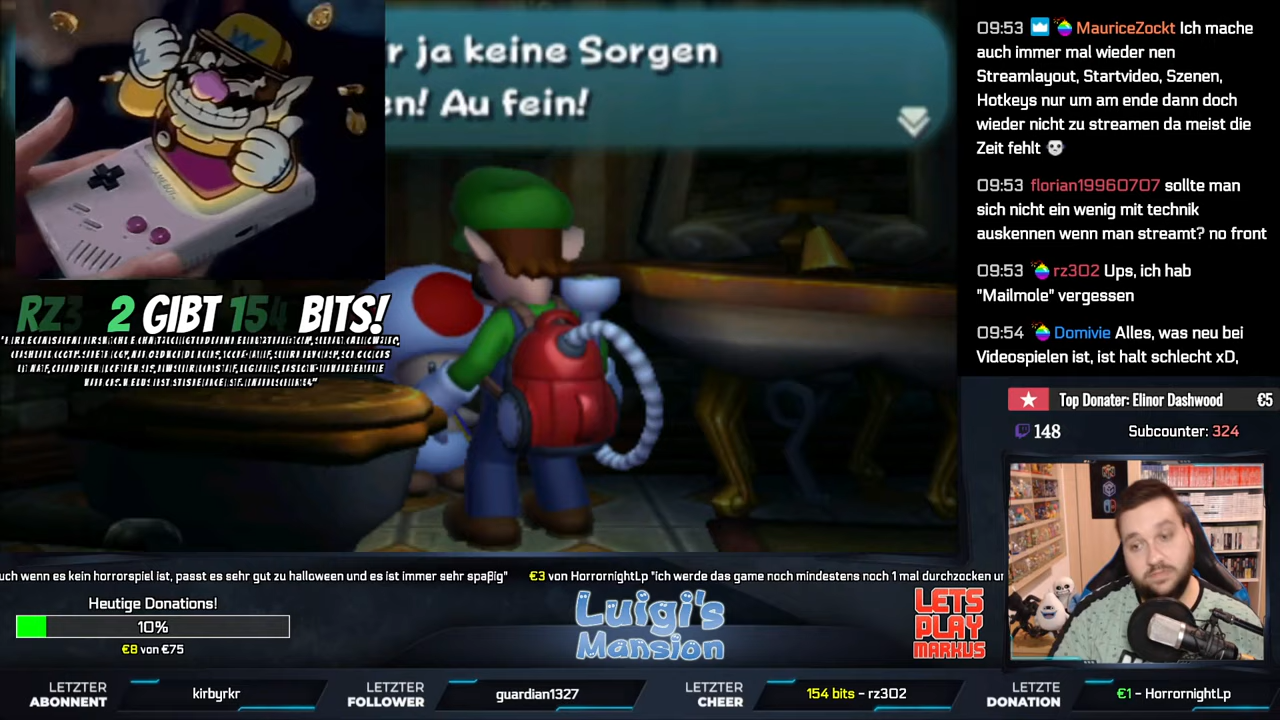 r ja keine Sorgen
en! Au fein!
GAME BOY
RZ3 2 GIBT 154 BITS!
09:53 MauriceZockt Ich mache
auch immer mal wieder nen
Streamlayout, Startvideo, Szenen,
Hotkeys nur um am ende dann doch
wieder nicht zu streamen da meist die
Zeit fehlt
09:53 florian19960707 sollte man
sich nicht ein wenig mit technik
auskennen wenn man streamt? no front
09:53 rz302 Ups, ich hab
"Mailmole" vergessen
09:54 Domivie Alles, was neu bei
Videospielen ist, ist halt schlecht xD,
Top Donater: Elinor Dashwood €5
148 Subcounter: 324
uch wenn es kein horrorspiel ist, passt es sehr gut zu halloween und es ist immer sehr spaßig" €3 von HorrornightLp "ich werde das game noch mindestens noch 1 mal durchzocken un
Heutige Donations!
10%
€8 von €75
Luigi's
Mansion
LETS
PLAY
MARKUS
LETZTER
ABONNENT
kirbyrkr
LETZTER
FOLLOWER
guardian1327
LETZTER
CHEER
154 bits - rz302
LETZTE
DONATION
€1 - HorrornightLp